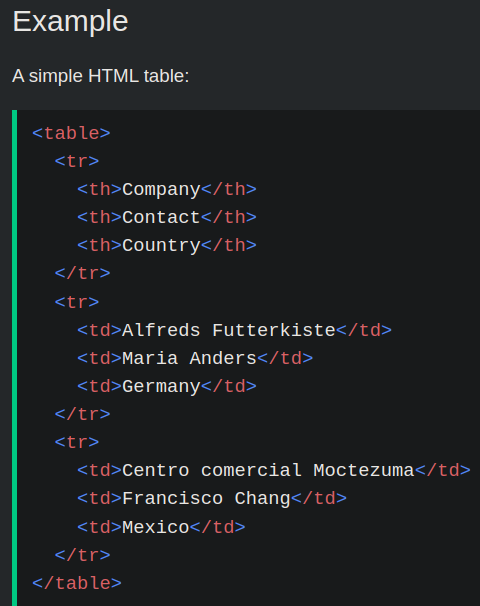 Example
A simple HTML table:
<table>
  <tr>
    <th>Company</th>
    <th>Contact</th>
    <th>Country</th>
  </tr>
  <tr>
    <td>Alfreds Futterkiste</td>
    <td>Maria Anders</td>
    <td>Germany</td>
  </tr>
  <tr>
    <td>Centro comercial Moctezuma</td>
    <td>Francisco Chang</td>
    <td>Mexico</td>
  </tr>
</table>